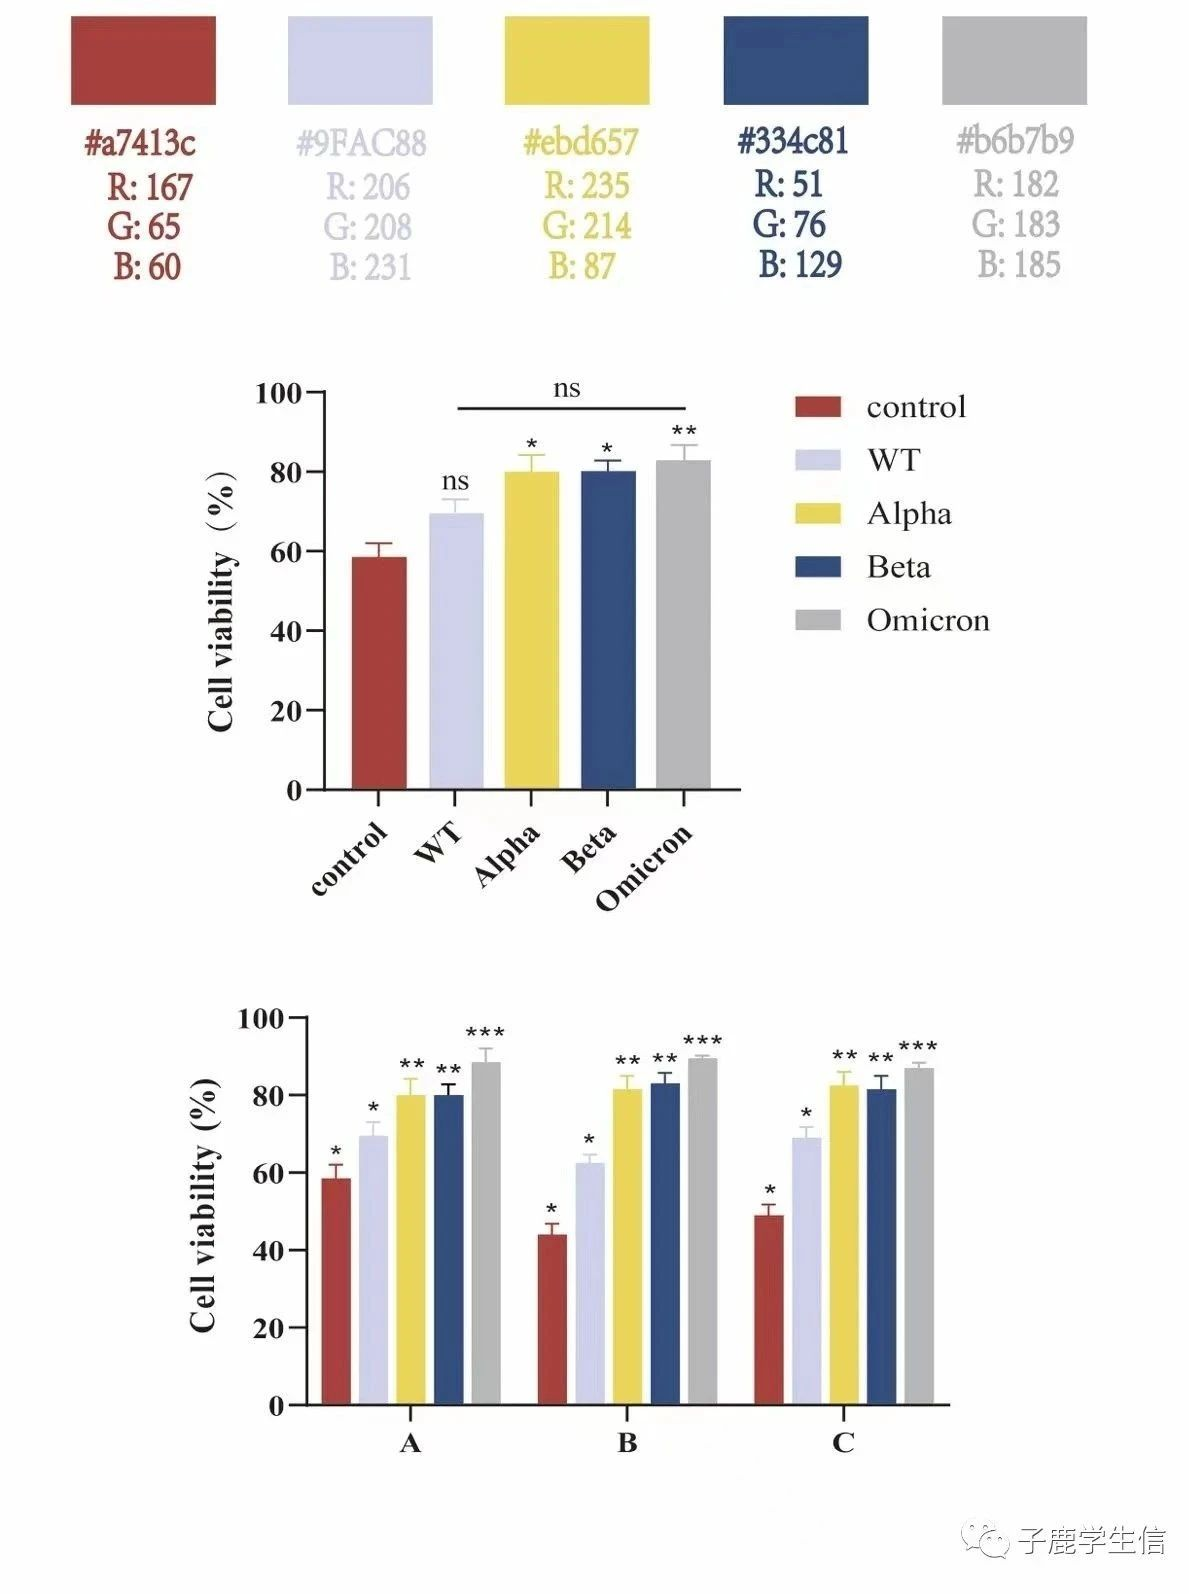 #a7413c #9FAC88 #ebd657 #334c81 #b6b7b9
R: 167 R: 206 R: 235 R: 51 R: 182
G: 65 G: 208 G: 214 G: 76 G: 183
B: 60 B: 231 B: 87 B: 129 B: 185
ns
100
control
**
*
*
WT
80
ns
Alpha
60
Beta
40
Omicron
20
0
Cell viability (%)
control WT Alpha Beta Omicron
100
*** *** ***
** ** ** ** ** **
80
* * *
* * *
60
40
20
0
Cell viability (%)
A B C
子鹿学生信